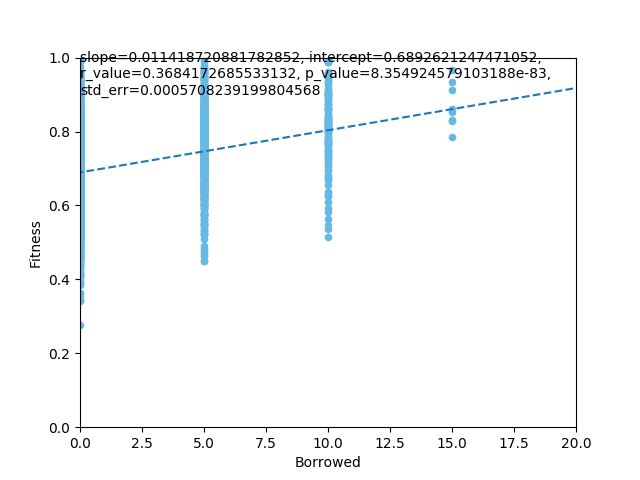 slope=0.011418720881782852, intercept=0.6892621247471052,
r_value=0.3684172685533132, p_value=8.354924579103188e-83,
std_err=0.0005708239199804568
1.0
0.8
0.6
0.4
0.2
0.0
Fitness
0.0 2.5 5.0 7.5 10.0 12.5 15.0 17.5 20.0
Borrowed